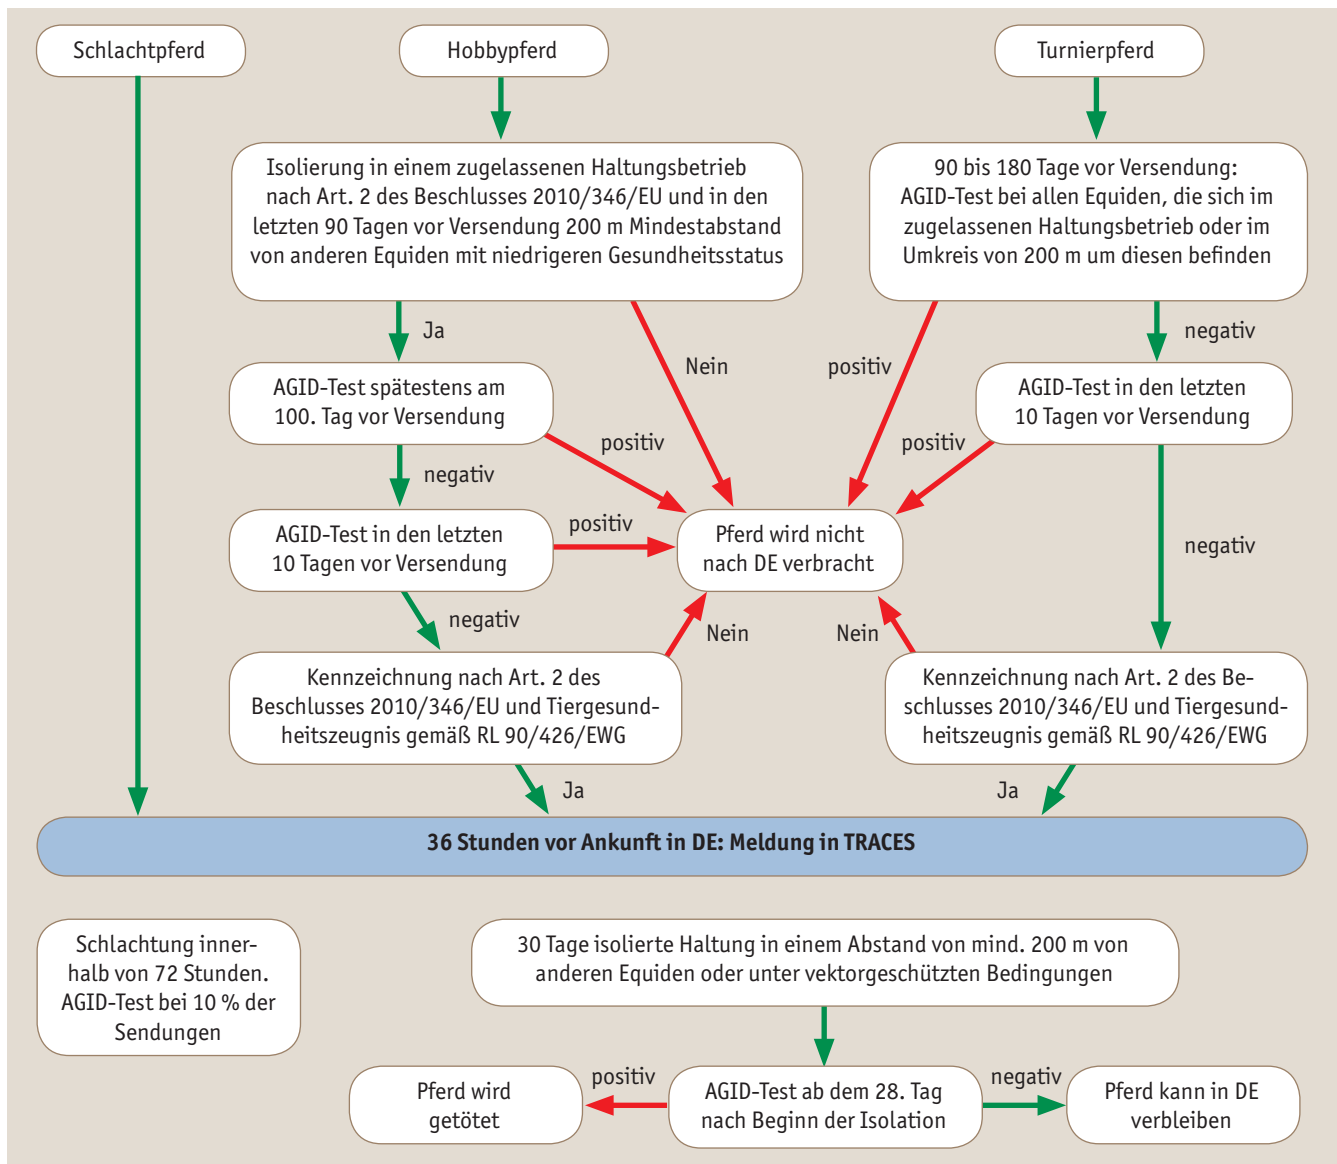 Schlachtpferd
Hobbypferd
Turnierpferd
Isolierung in einem zugelassenen Haltungsbetrieb
nach Art. 2 des Beschlusses 2010/346/EU und in den
letzten 90 Tagen vor Versendung 200 m Mindestabstand
von anderen Equiden mit niedrigeren Gesundheitsstatus
90 bis 180 Tage vor Versendung:
AGID-Test bei allen Equiden, die sich im
zugelassenen Haltungsbetrieb oder im
Umkreis von 200 m um diesen befinden
Ja
Nein
positiv
negativ
AGID-Test spätestens am
100. Tag vor Versendung
AGID-Test in den letzten
10 Tagen vor Versendung
positiv
positiv
negativ
AGID-Test in den letzten
10 Tagen vor Versendung
positiv
Pferd wird nicht
nach DE verbracht
negativ
negativ
Nein
Nein
Kennzeichnung nach Art. 2 des
Beschlusses 2010/346/EU und Tiergesund-
heitszeugnis gemäß RL 90/426/EWG
Kennzeichnung nach Art. 2 des Be-
schlusses 2010/346/EU und Tiergesund-
heitszeugnis gemäß RL 90/426/EWG
Ja
Ja
36 Stunden vor Ankunft in DE: Meldung in TRACES
Schlachtung inner-
halb von 72 Stunden.
AGID-Test bei 10 % der
Sendungen
30 Tage isolierte Haltung in einem Abstand von mind. 200 m von
anderen Equiden oder unter vektorgeschützten Bedingungen
Pferd wird
getötet
positiv
AGID-Test ab dem 28. Tag
nach Beginn der Isolation
negativ
Pferd kann in DE
verbleiben